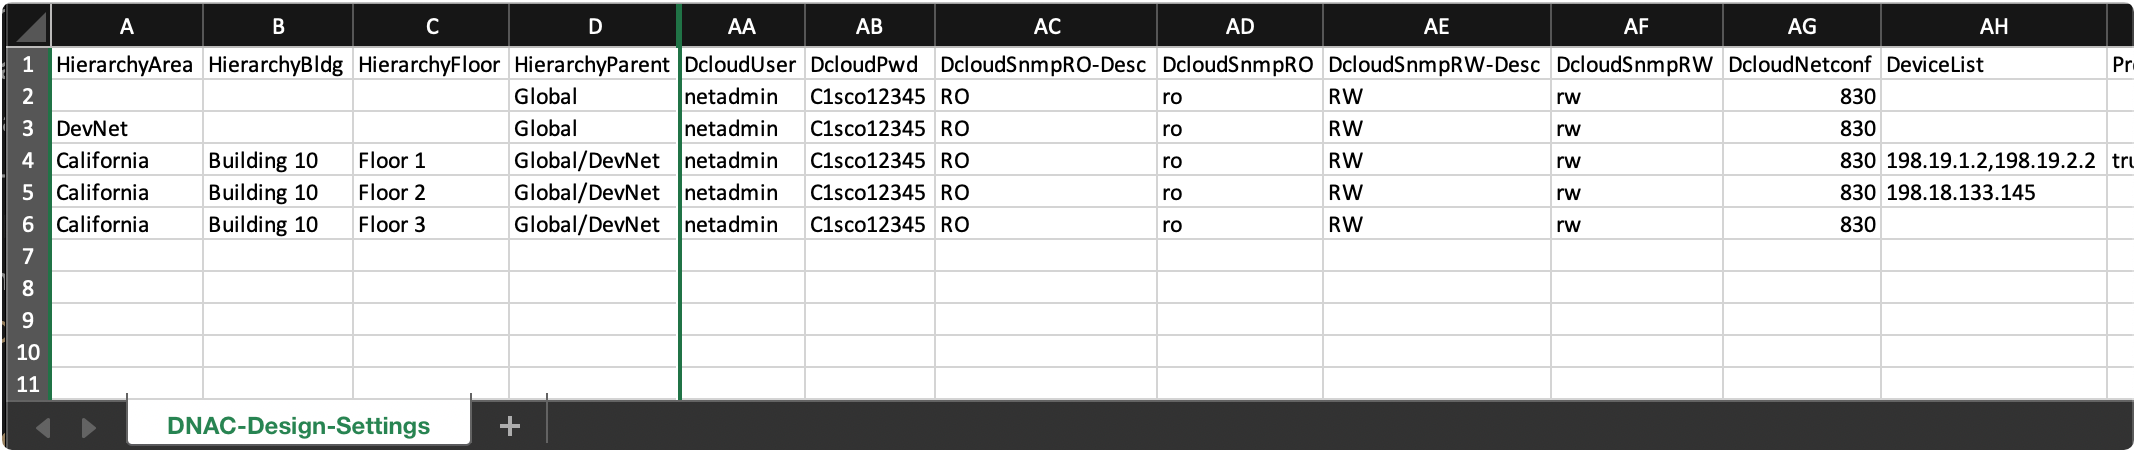 A B C D AA AB AC AD AE AF AG AH
1 HierarchyArea HierarchyBldg HierarchyFloor HierarchyParent DcloudUser DcloudPwd DcloudSnmpRO-Desc DcloudSnmpRO DcloudSnmpRW-Desc DcloudSnmpRW DcloudNetconf DeviceList Pr
2 Global netadmin C1sco12345 RO ro RW rw 830
3 DevNet Global netadmin C1sco12345 RO ro RW rw 830
4 California Building 10 Floor 1 Global/DevNet netadmin C1sco12345 RO ro RW rw 830 198.19.1.2,198.19.2.2 tru
5 California Building 10 Floor 2 Global/DevNet netadmin C1sco12345 RO ro RW rw 830 198.18.133.145
6 California Building 10 Floor 3 Global/DevNet netadmin C1sco12345 RO ro RW rw 830
7
8
9
10
11
DNAC-Design-Settings +